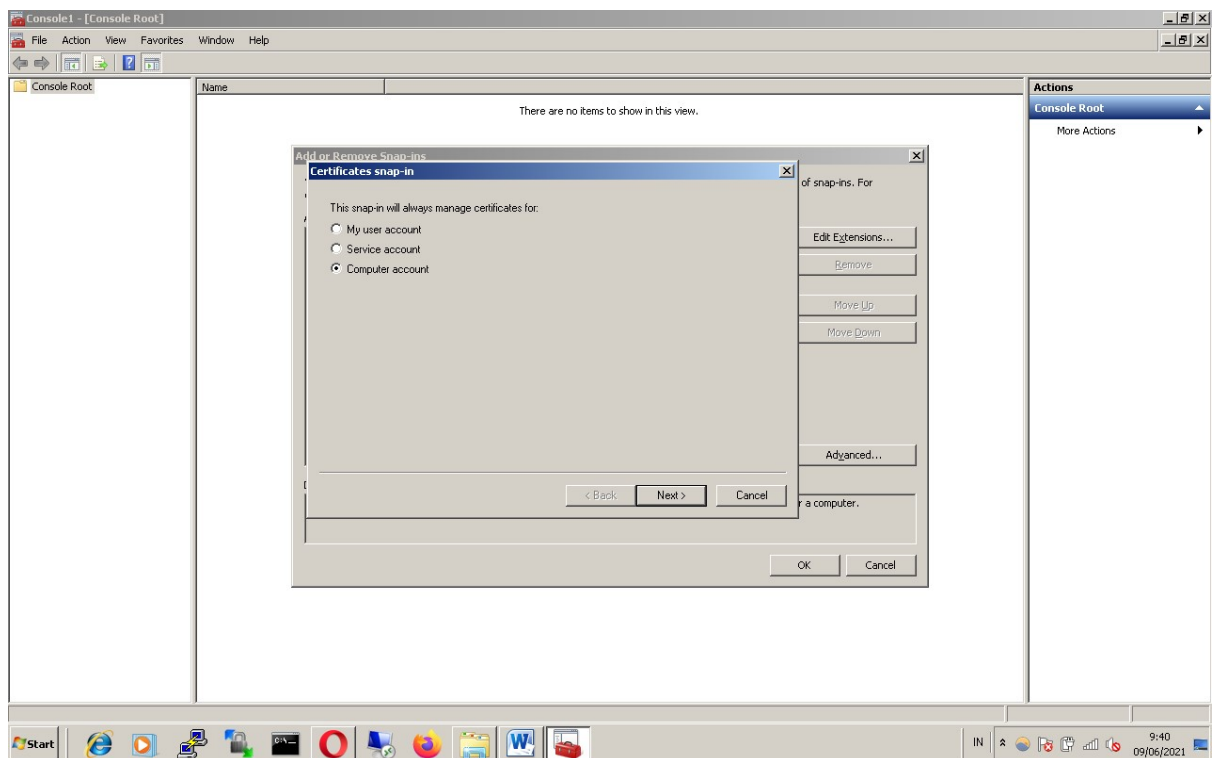 Console1 - [Console Root]
File Action View Favorites Window Help
Console Root
Name
There are no items to show in this view.
Actions
Console Root
More Actions
Add or Remove Snap-ins
of snap-ins. For
Certificates snap-in
This snap-in will always manage certificates for:
My user account
Service account
Computer account
< Back Next > Cancel
Edit Extensions...
Remove
Move Up
Move Down
Advanced...
r a computer.
OK Cancel
Start
C:\_
IN
9:40
09/06/2021